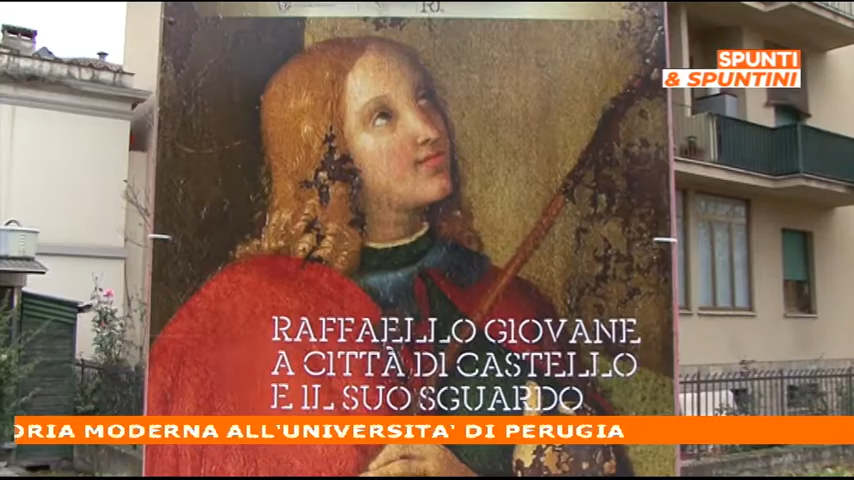 SPUNTI
& SPUNTINI
RAFFAELLO GIOVANE
A CITTÀ DI CASTELLO
E IL SUO SGUARDO
ORIA MODERNA ALL'UNIVERSITA' DI PERUGIA